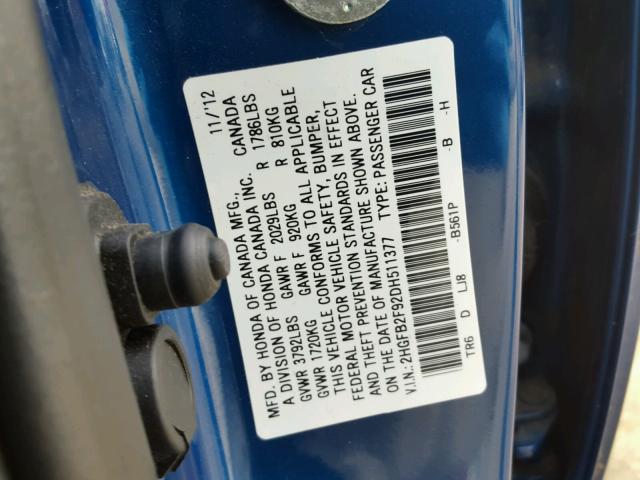 MFD. BY HONDA OF CANADA MFG., 11/12
A DIVISION OF HONDA CANADA INC. CANADA
GVWR 3792LBS GAWR F 2029LBS R 1786LBS
GVWR 1720KG GAWR F 920KG R 810KG
THIS VEHICLE CONFORMS TO ALL APPLICABLE
FEDERAL MOTOR VEHICLE SAFETY, BUMPER,
AND THEFT PREVENTION STANDARDS IN EFFECT
ON THE DATE OF MANUFACTURE SHOWN ABOVE.
V.I.N.:2HGFB2F92DH511377 TYPE: PASSENGER CAR
TR6 D LJ8 -B561P -B -H